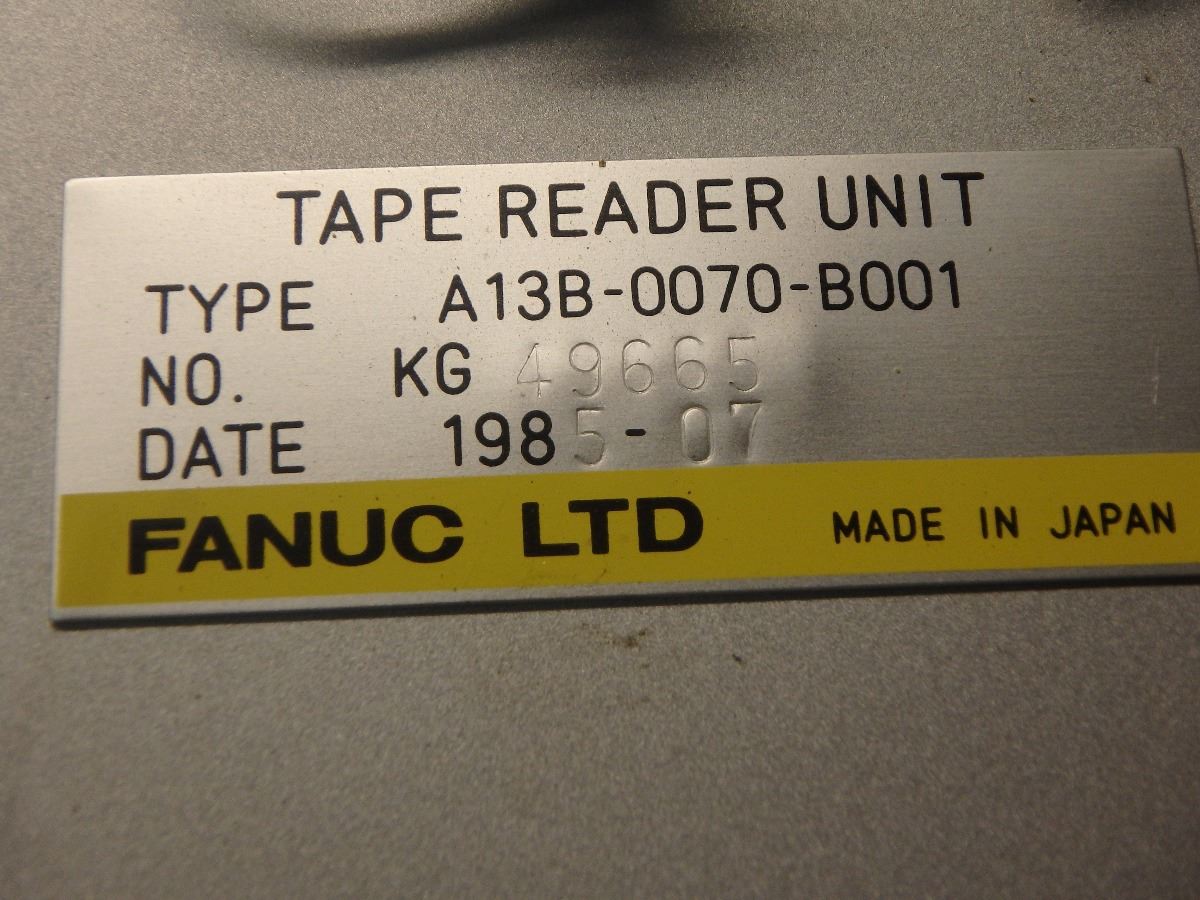 TAPE READER UNIT
TYPE A13B-0070-B001
NO. KG 49665
DATE 1985-07
FANUC LTD MADE IN JAPAN